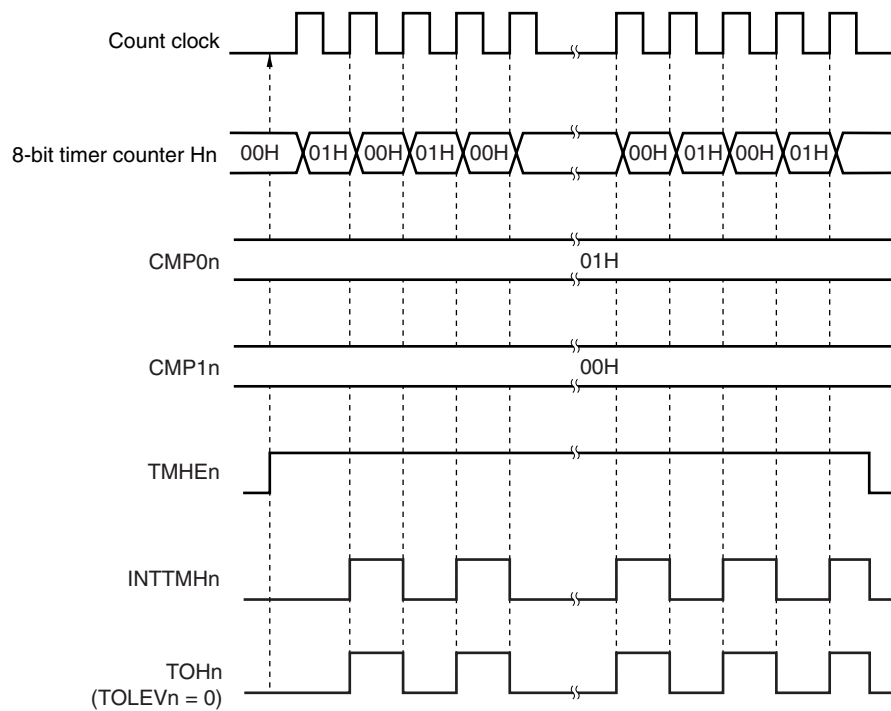 Count clock
8-bit timer counter Hn 00H 01H 00H 01H 00H 00H 01H 00H 01H
CMP0n 01H
CMP1n 00H
TMHEn
INTTMHn
TOHn
(TOLEVn = 0)